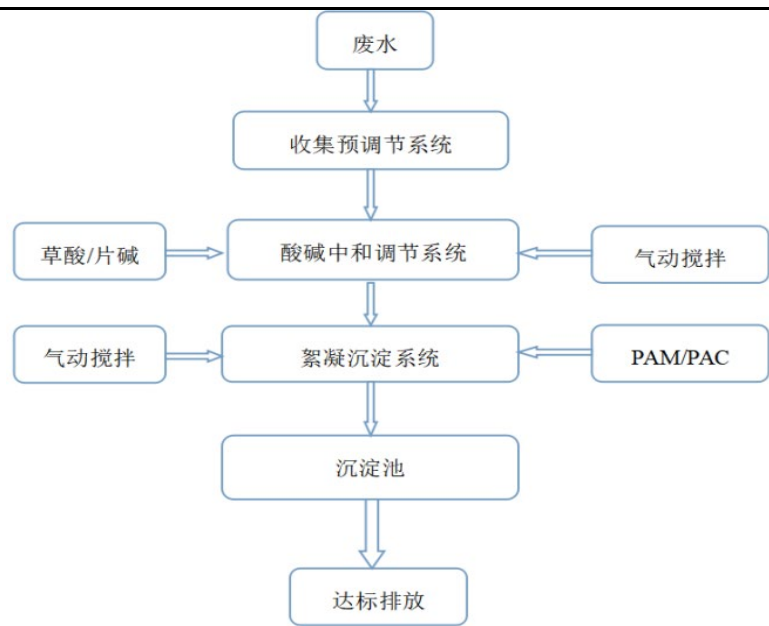 废水
收集预调节系统
草酸/片碱
酸碱中和调节系统
气动搅拌
气动搅拌
絮凝沉淀系统
PAM/PAC
沉淀池
达标排放